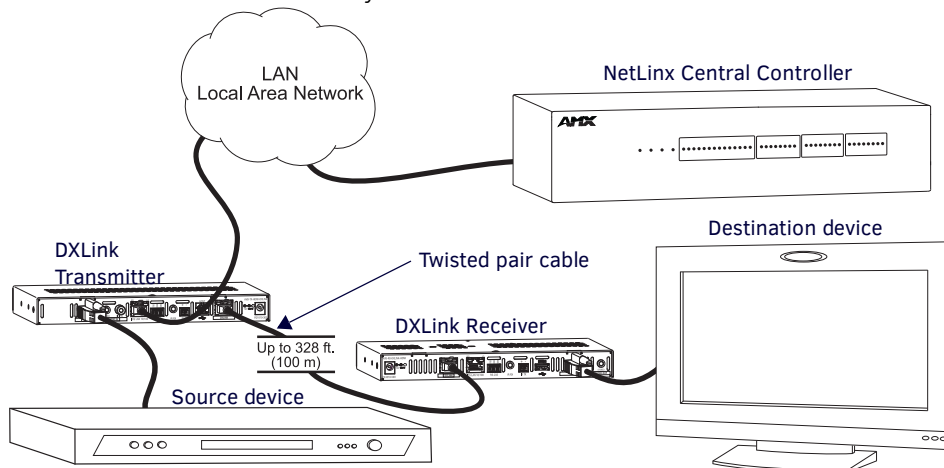 LAN
Local Area Network
NetLinx Central Controller
AMX
Destination device
DXLink
Transmitter
Twisted pair cable
DXLink Receiver
Up to 328 ft.
(100 m)
Source device